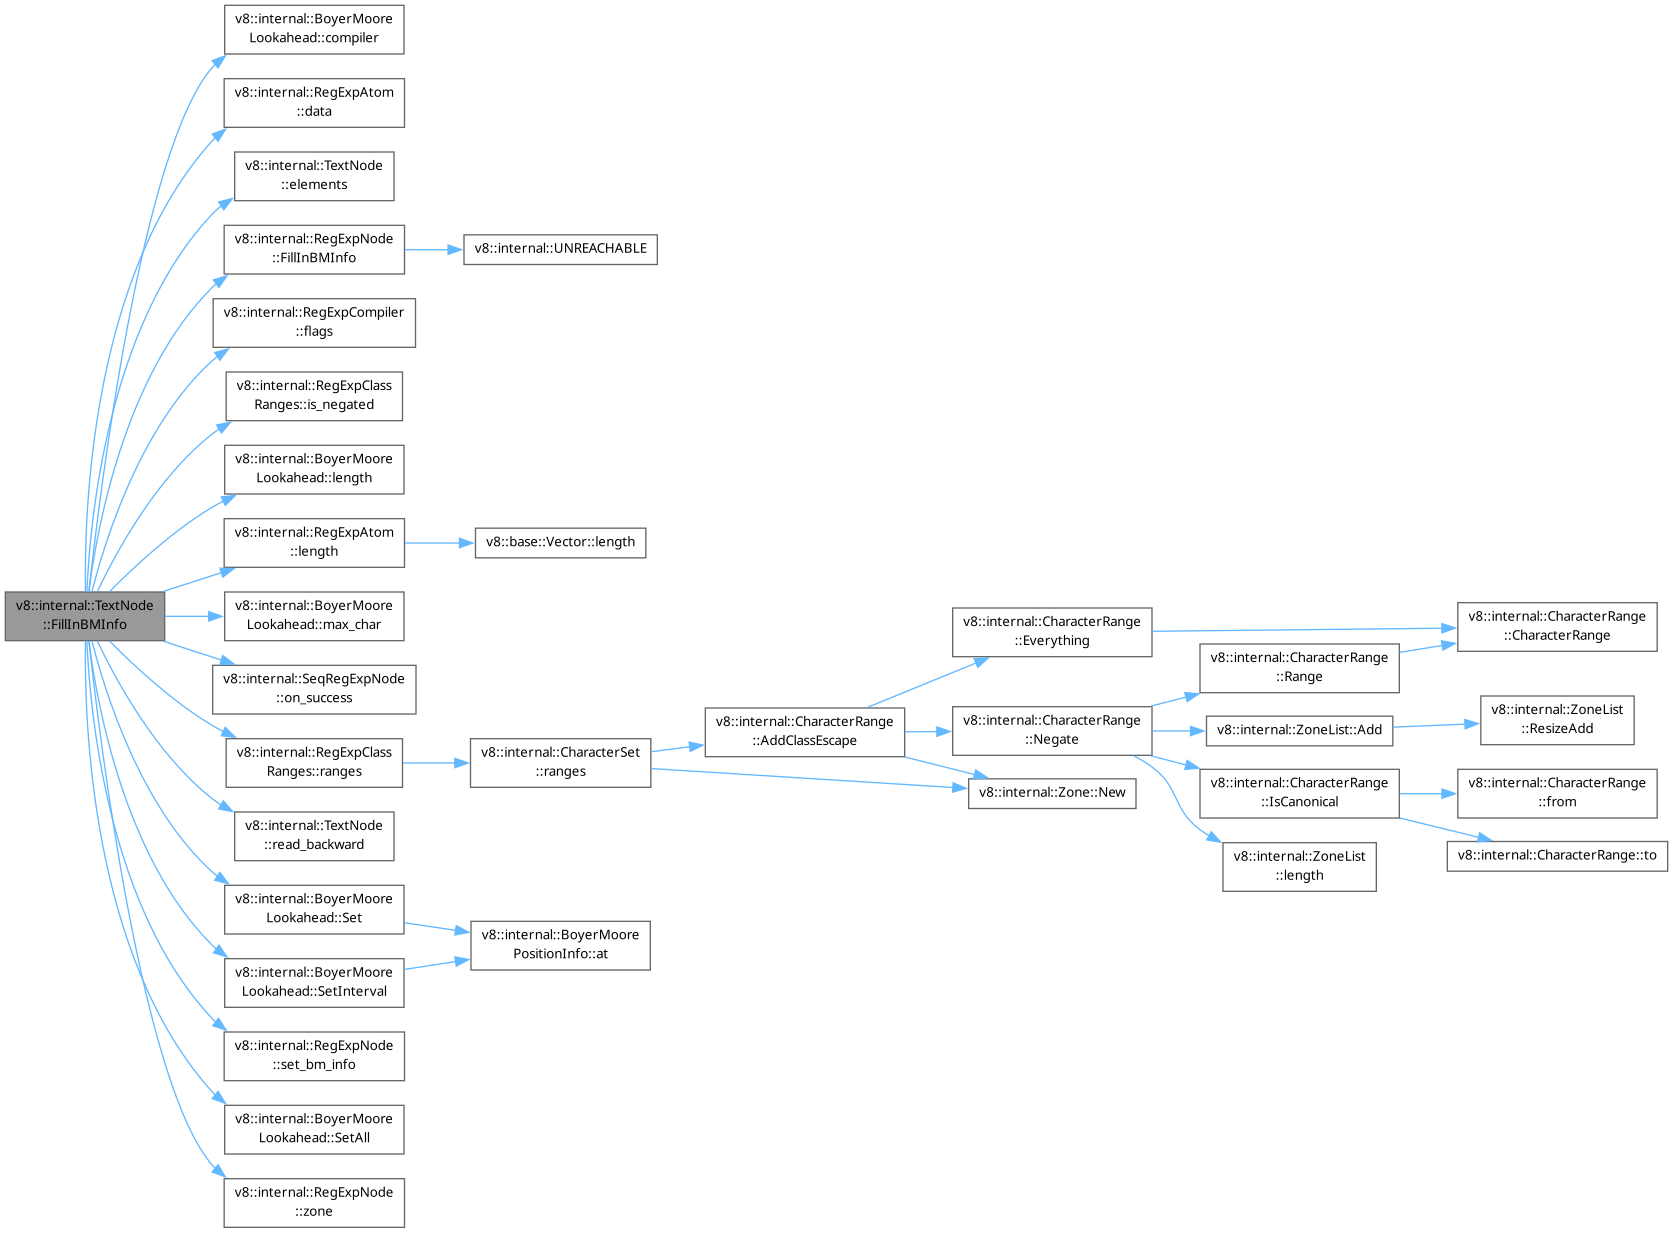 v8::internal::BoyerMoore
Lookahead::compiler
v8::internal::RegExpAtom
::data
v8::internal::TextNode
::elements
v8::internal::RegExpNode
::FillInBMInfo
v8::internal::UNREACHABLE
v8::internal::RegExpCompiler
::flags
v8::internal::RegExpClass
Ranges::is_negated
v8::internal::BoyerMoore
Lookahead::length
v8::internal::RegExpAtom
::length
v8::base::Vector::length
v8::internal::TextNode
::FillInBMInfo
v8::internal::BoyerMoore
Lookahead::max_char
v8::internal::SeqRegExpNode
::on_success
v8::internal::RegExpClass
Ranges::ranges
v8::internal::CharacterSet
::ranges
v8::internal::CharacterRange
::AddClassEscape
v8::internal::CharacterRange
::Everything
v8::internal::CharacterRange
::Negate
v8::internal::Zone::New
v8::internal::CharacterRange
::Range
v8::internal::ZoneList::Add
v8::internal::CharacterRange
::IsCanonical
v8::internal::ZoneList
::length
v8::internal::CharacterRange
::CharacterRange
v8::internal::ZoneList
::ResizeAdd
v8::internal::CharacterRange
::from
v8::internal::CharacterRange::to
v8::internal::TextNode
::read_backward
v8::internal::BoyerMoore
Lookahead::Set
v8::internal::BoyerMoore
PositionInfo::at
v8::internal::BoyerMoore
Lookahead::SetInterval
v8::internal::RegExpNode
::set_bm_info
v8::internal::BoyerMoore
Lookahead::SetAll
v8::internal::RegExpNode
::zone